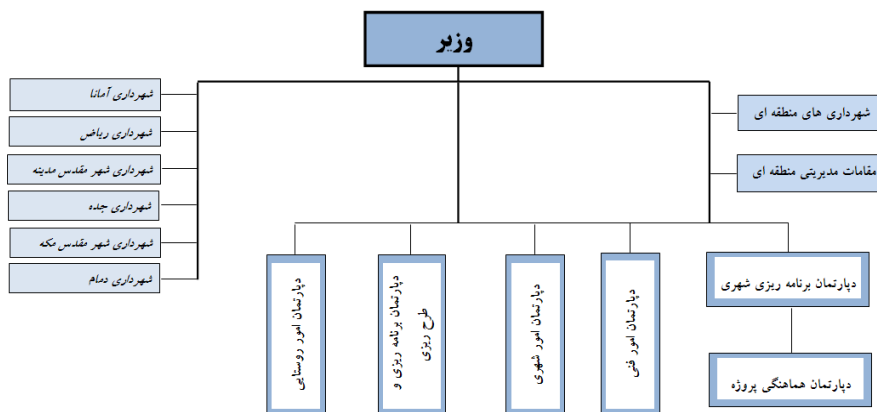 وزیر
شهرداری های منطقه ای
مقامات مدیریتی منطقه ای
شهرداری آمانا
شهرداری ریاض
شهرداری شهر مقدس مدینه
شهرداری جده
شهرداری شهر مقدس مکه
شهرداری دمام
دپارتمان برنامه ریزی شهری
دپارتمان هماهنگی پروژه
دپارتمان امور فنی
دپارتمان امور شهری
دپارتمان برنامه ریزی و
طرح ریزی
دپارتمان امور روستایی